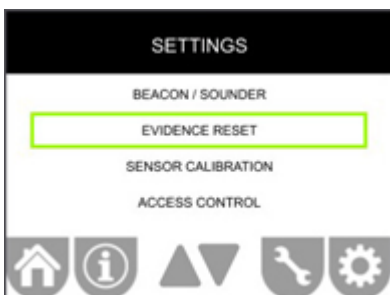 SETTINGS
BEACON / SOUNDER
EVIDENCE RESET
SENSOR CALIBRATION
ACCESS CONTROL